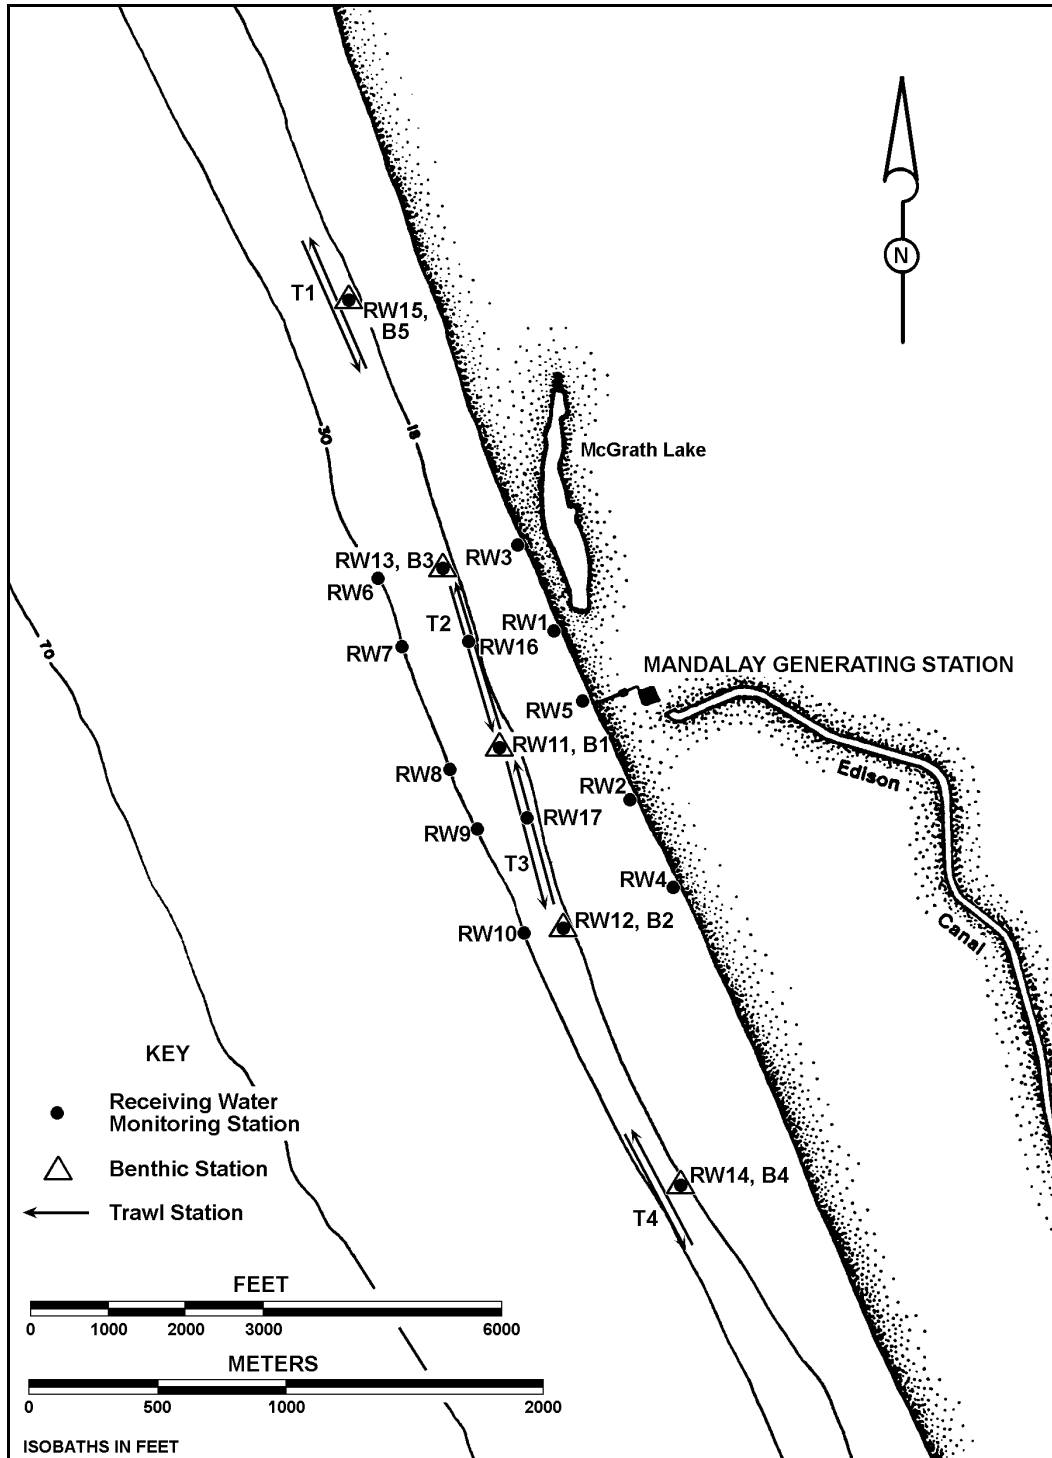 N
T1
RW15,
B5
30
18
McGrath Lake
RW3
RW13, B3
RW6
T2
RW1
RW16
RW7
MANDALAY GENERATING STATION
70
RW5
RW11, B1
RW8
RW2
Edison
RW17
RW9
T3
RW4
RW12, B2
RW10
Canal
KEY
Receiving Water
Monitoring Station
Benthic Station
Trawl Station
RW14, B4
T4
FEET
0 1000 2000 3000 6000
METERS
0 500 1000 2000
ISOBATHS IN FEET